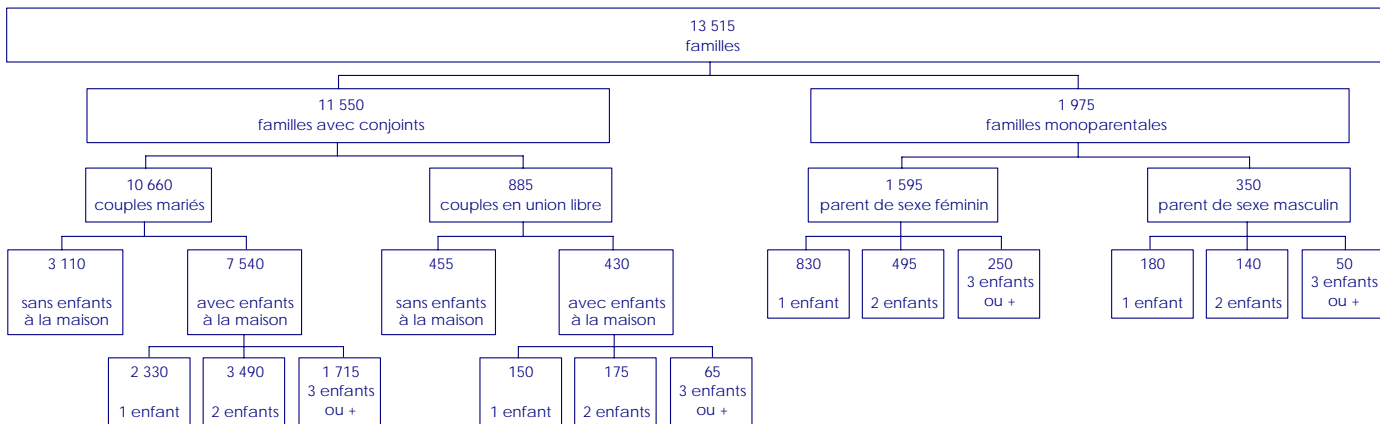 13 515
familles
11 550
familles avec conjoints
1 975
familles monoparentales
10 660
couples mariés
885
couples en union libre
1 595
parent de sexe féminin
350
parent de sexe masculin
3 110
sans enfants
à la maison
7 540
avec enfants
à la maison
455
sans enfants
à la maison
430
avec enfants
à la maison
830
1 enfant
495
2 enfants
250
3 enfants
ou +
180
1 enfant
140
2 enfants
50
3 enfants
ou +
2 330
1 enfant
3 490
2 enfants
1 715
3 enfants
ou +
150
1 enfant
175
2 enfants
65
3 enfants
ou +